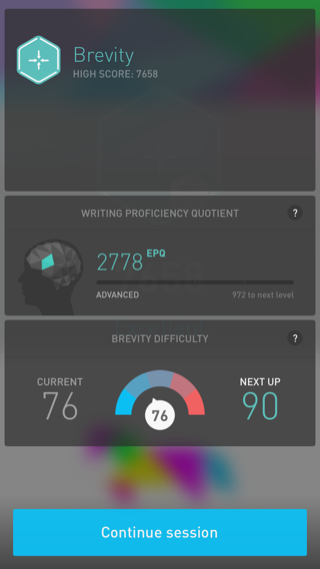 Brevity
HIGH SCORE: 7658
WRITING PROFICIENCY QUOTIENT ?
2778 EPQ
ADVANCED 972 to next level
BREVITY DIFFICULTY ?
CURRENT NEXT UP
76 76 90
Continue session